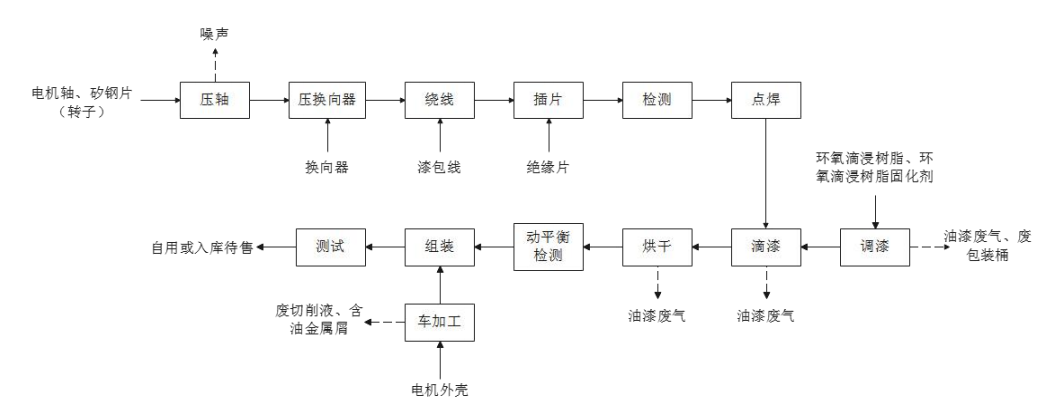 噪声
电机轴、矽钢片
（转子）
压轴
压换向器
绕线
插片
检测
点焊
换向器
漆包线
绝缘片
环氧滴浸树脂、环
氧滴浸树脂固化剂
自用或入库待售
测试
组装
动平衡
检测
烘干
滴漆
调漆
油漆废气、废
包装桶
废切削液、含
油金属屑
车加工
油漆废气
油漆废气
电机外壳